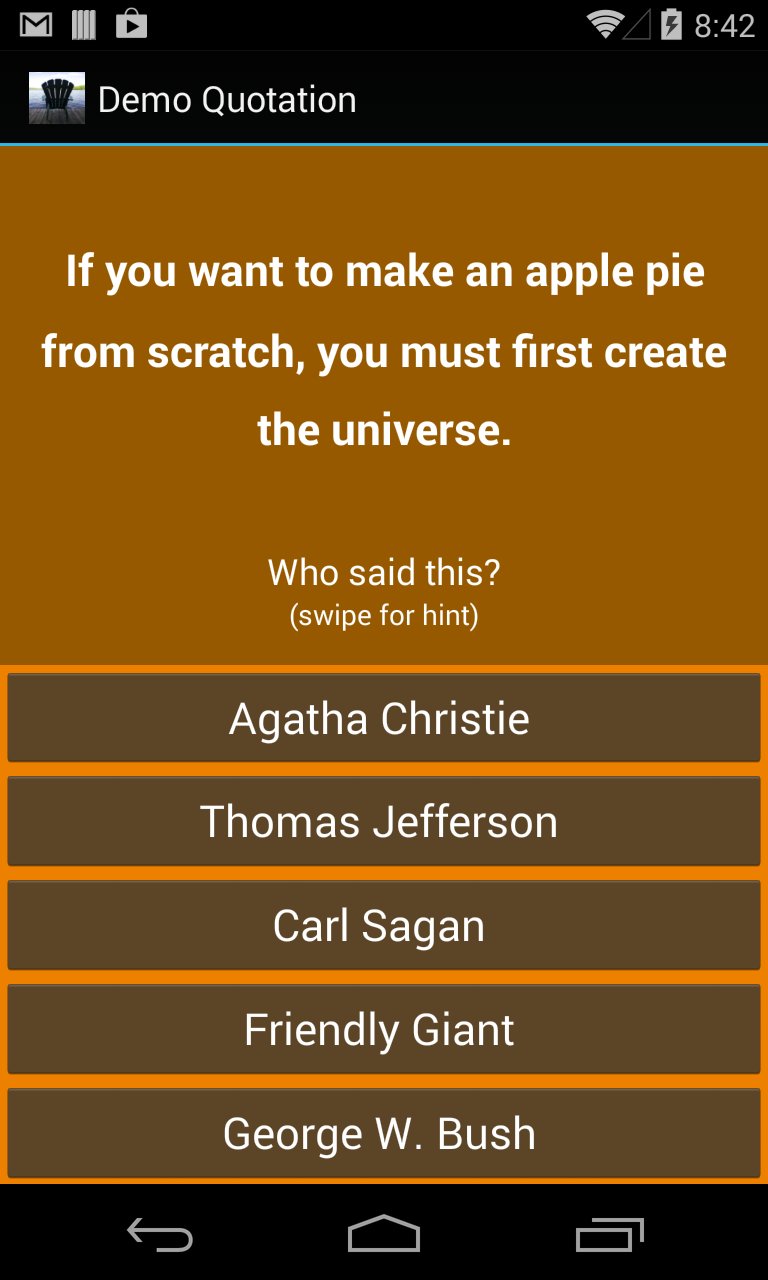 8:42
Demo Quotation
If you want to make an apple pie
from scratch, you must first create
the universe.
Who said this?
(swipe for hint)
Agatha Christie
Thomas Jefferson
Carl Sagan
Friendly Giant
George W. Bush